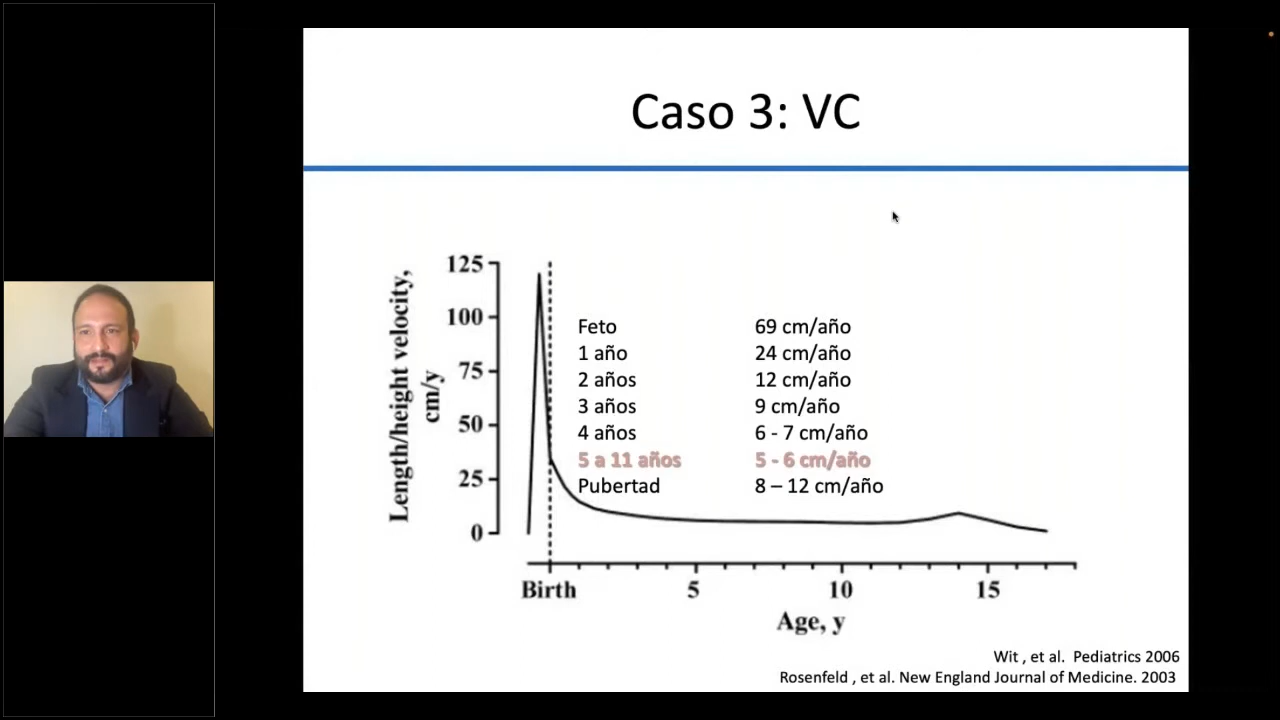 Caso 3: VC
Length/height velocity,
cm/y
125
100
75
50
25
0
Feto 69 cm/año
1 año 24 cm/año
2 años 12 cm/año
3 años 9 cm/año
4 años 6 - 7 cm/año
5 a 11 años 5 - 6 cm/año
Pubertad 8 – 12 cm/año
Birth 5 10 15
Age, y
Wit , et al. Pediatrics 2006
Rosenfeld , et al. New England Journal of Medicine. 2003